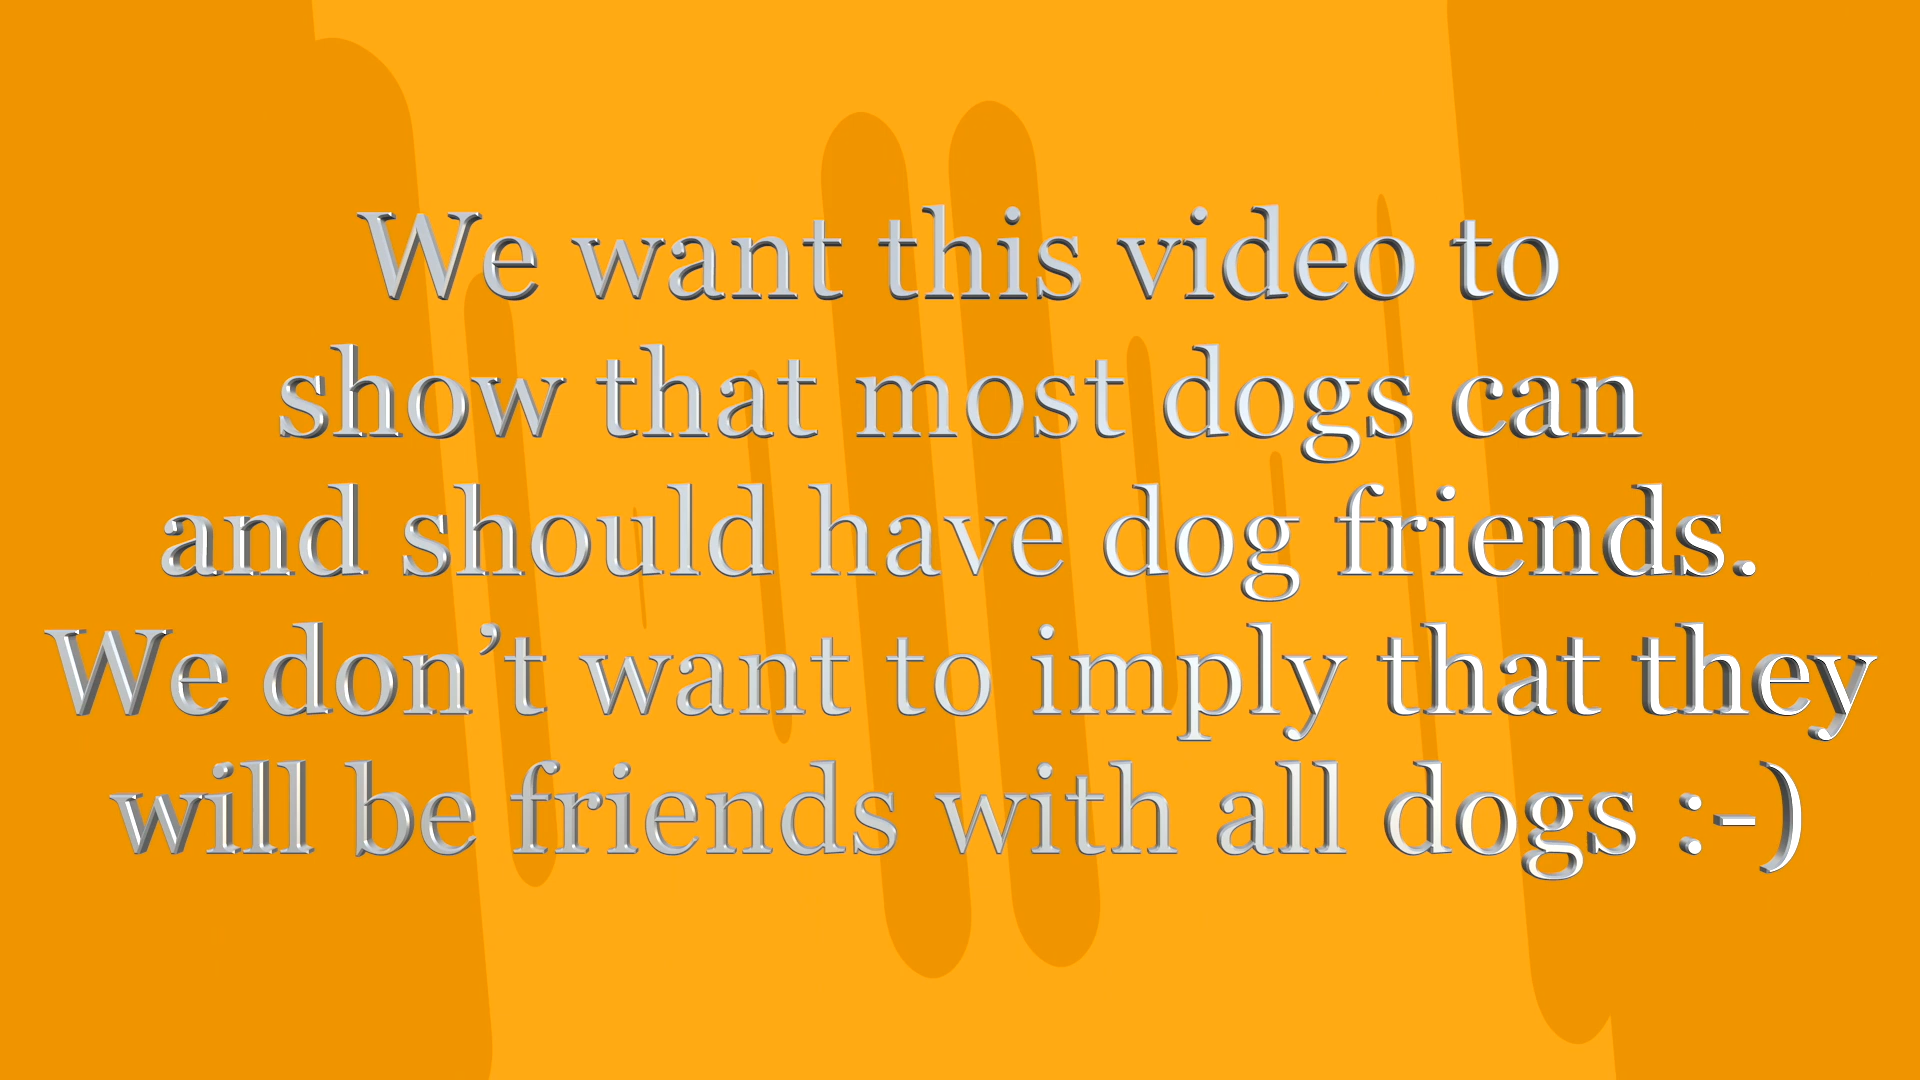 We want this video to
show that most dogs can
and should have dog friends.
We don’t want to imply that they
will be friends with all dogs :-)